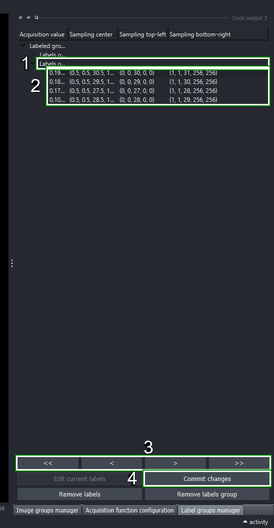 Dock widget 3
Acquisition value Sampling center Sampling top-left Sampling bottom-right
Labeled gro...
Labels o...
1 Labels o...
0.19... (0.5, 0.5, 30.5, 1... (0, 0, 30, 0, 0) (1, 1, 31, 256, 256)
2 0.18... (0.5, 0.5, 29.5, 1... (0, 0, 29, 0, 0) (1, 1, 30, 256, 256)
0.17... (0.5, 0.5, 27.5, 1... (0, 0, 27, 0, 0) (1, 1, 28, 256, 256)
0.10... (0.5, 0.5, 28.5, 1... (0, 0, 28, 0, 0) (1, 1, 29, 256, 256)
3
<< < > >>
Edit current labels 4 Commit changes
Remove labels Remove labels group
Image groups manager Acquisition function configuration Label groups manager
activity